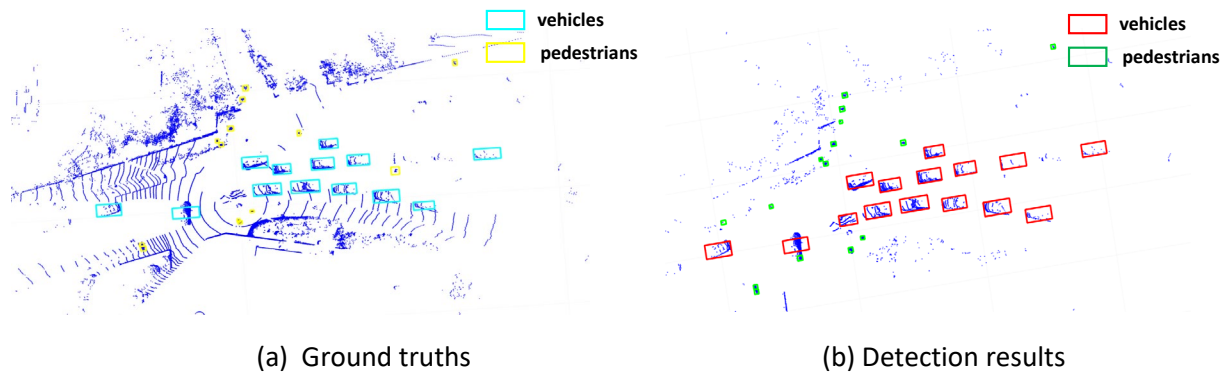 vehicles
pedestrians
vehicles
pedestrians
(a) Ground truths
(b) Detection results